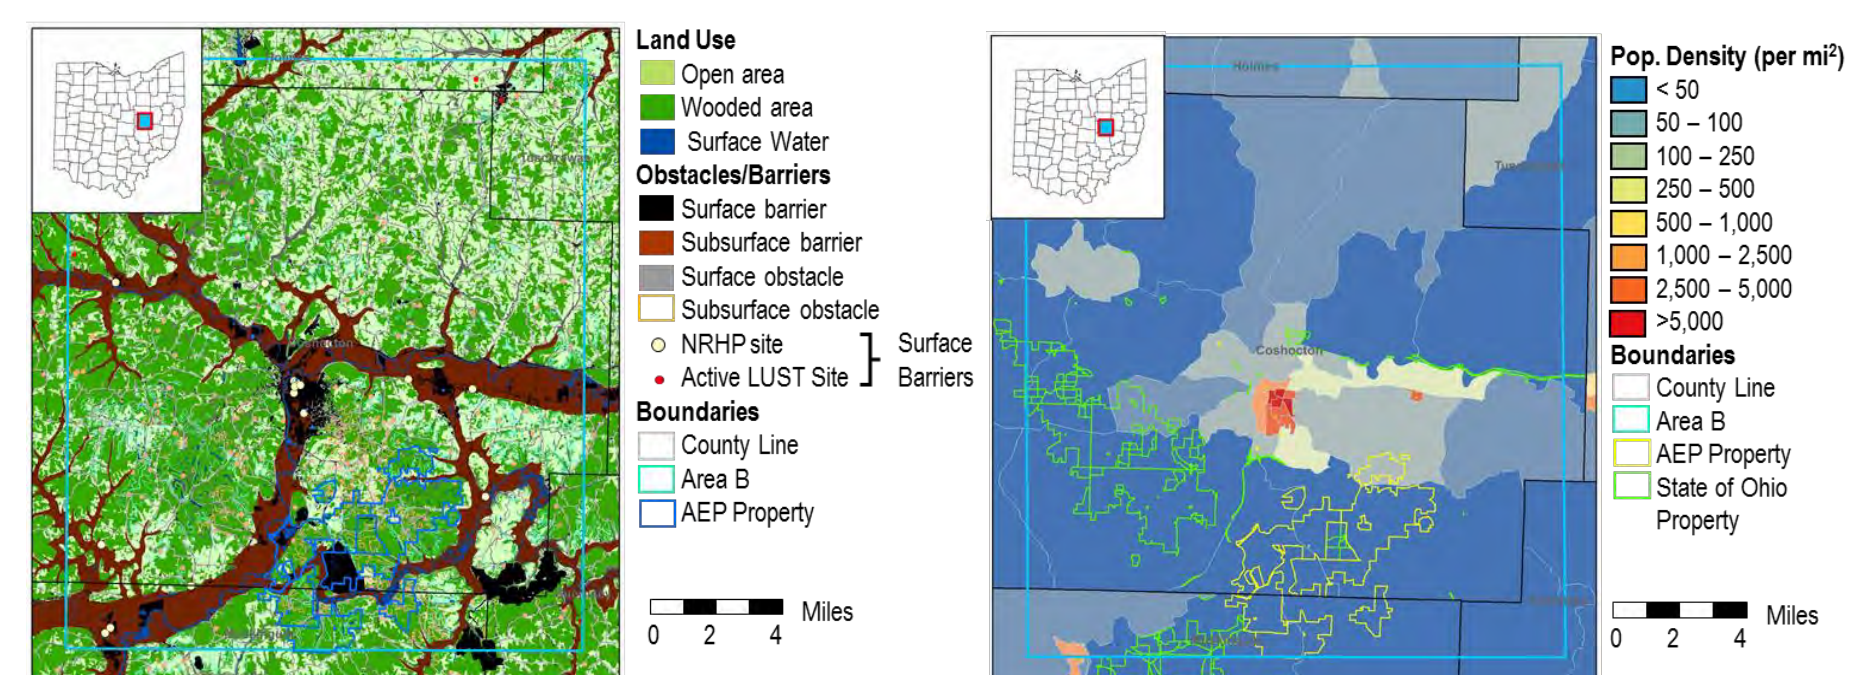 Land Use
Open area
Wooded area
Surface Water
Obstacles/Barriers
Surface barrier
Subsurface barrier
Surface obstacle
Subsurface obstacle
NRHP site
Active LUST Site
Surface
Barriers
Boundaries
County Line
Area B
AEP Property
Miles
0 2 4
Holmes
Coshocton
Pop. Density (per mi²)
< 50
50 – 100
100 – 250
250 – 500
500 – 1,000
1,000 – 2,500
2,500 – 5,000
>5,000
Boundaries
County Line
Area B
AEP Property
State of Ohio
Property
Miles
0 2 4